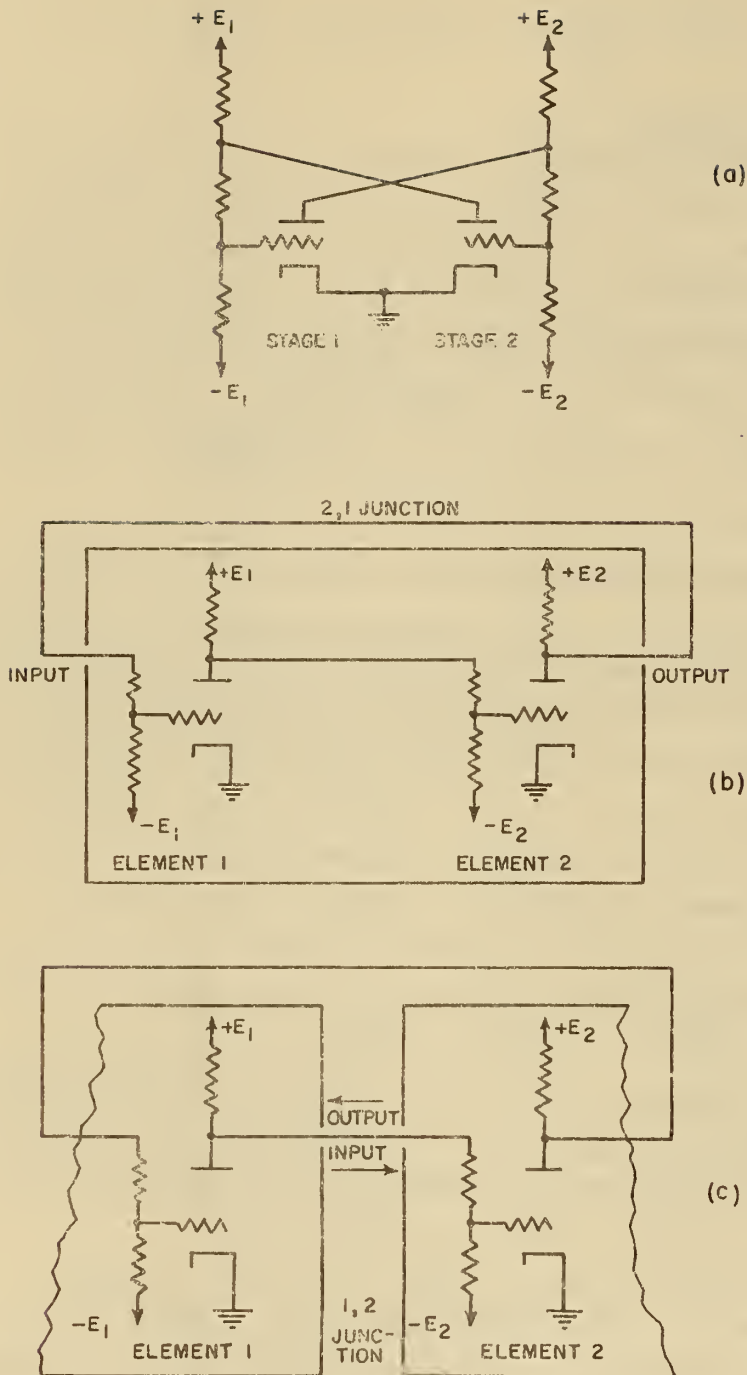 +E₁ +E₂
(a)
STAGE 1 STAGE 2
-E₁ -E₂
2,1 JUNCTION
+E1 +E2
INPUT OUTPUT
(b)
-E₁ -E₂
ELEMENT 1 ELEMENT 2
+E₁ +E₂
OUTPUT
INPUT
(c)
-E₁ 1,2 -E₂
JUNC-
TION
ELEMENT 1 ELEMENT 2